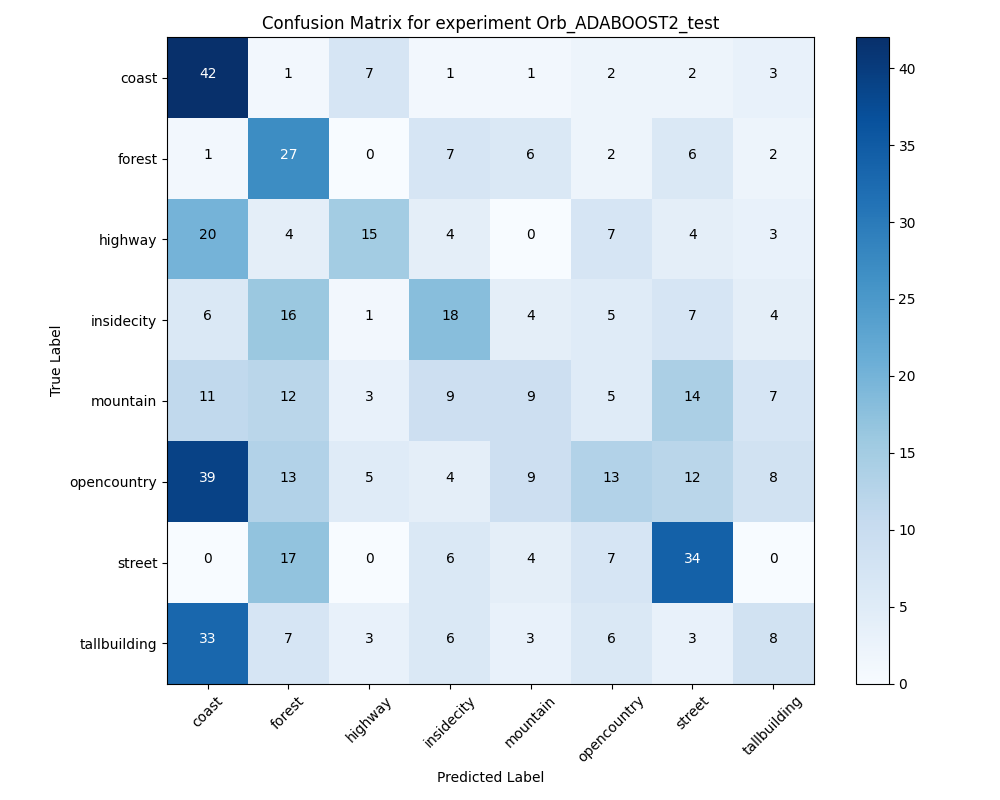 Confusion Matrix for experiment Orb_ADABOOST2_test
coast 42 1 7 1 1 2 2 3
forest 1 27 0 7 6 2 6 2
highway 20 4 15 4 0 7 4 3
insidecity 6 16 1 18 4 5 7 4
mountain 11 12 3 9 9 5 14 7
opencountry 39 13 5 4 9 13 12 8
street 0 17 0 6 4 7 34 0
tallbuilding 33 7 3 6 3 6 3 8
coast forest highway insidecity mountain opencountry street tallbuilding
True Label
Predicted Label
40
35
30
25
20
15
10
5
0